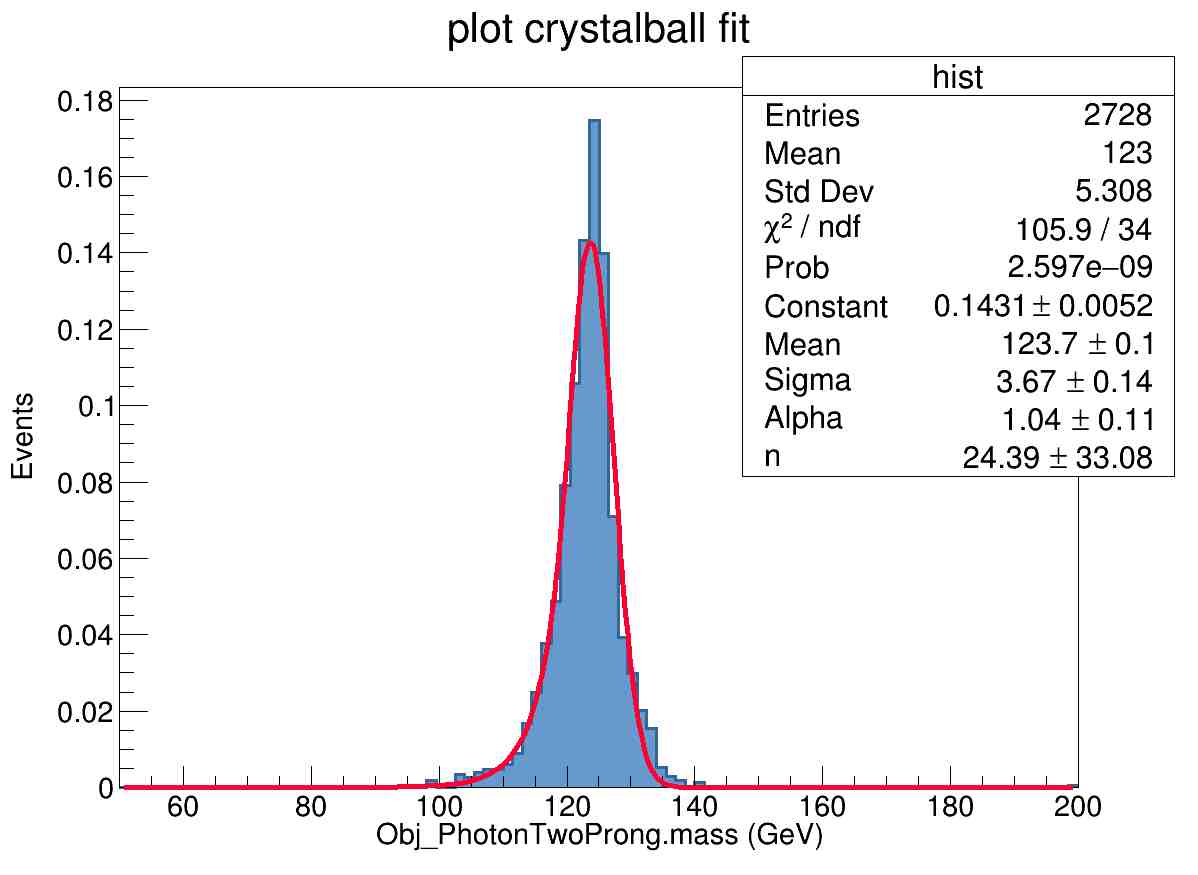 plot crystalball fit
hist
Entries 2728
Mean 123
Std Dev 5.308
χ² / ndf 105.9 / 34
Prob 2.597e−09
Constant 0.1431 ± 0.0052
Mean 123.7 ± 0.1
Sigma 3.67 ± 0.14
Alpha 1.04 ± 0.11
n 24.39 ± 33.08
0.18
0.16
0.14
0.12
0.1
0.08
0.06
0.04
0.02
0
Events
60 80 100 120 140 160 180 200
Obj_PhotonTwoProng.mass (GeV)